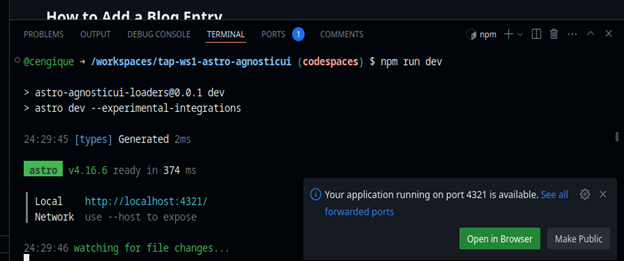 How to Add a Blog Entry
PROBLEMS OUTPUT DEBUG CONSOLE TERMINAL PORTS 1 COMMENTS
npm
@cengique → /workspaces/tap-ws1-astro-agnosticui (codespaces) $ npm run dev
> astro-agnosticui-loaders@0.0.1 dev
> astro dev --experimental-integrations
24:29:45 [types] Generated 2ms
astro v4.16.6 ready in 374 ms
Local http://localhost:4321/
Network use --host to expose
24:29:46 watching for file changes...
Your application running on port 4321 is available. See all
forwarded ports
Open in Browser
Make Public